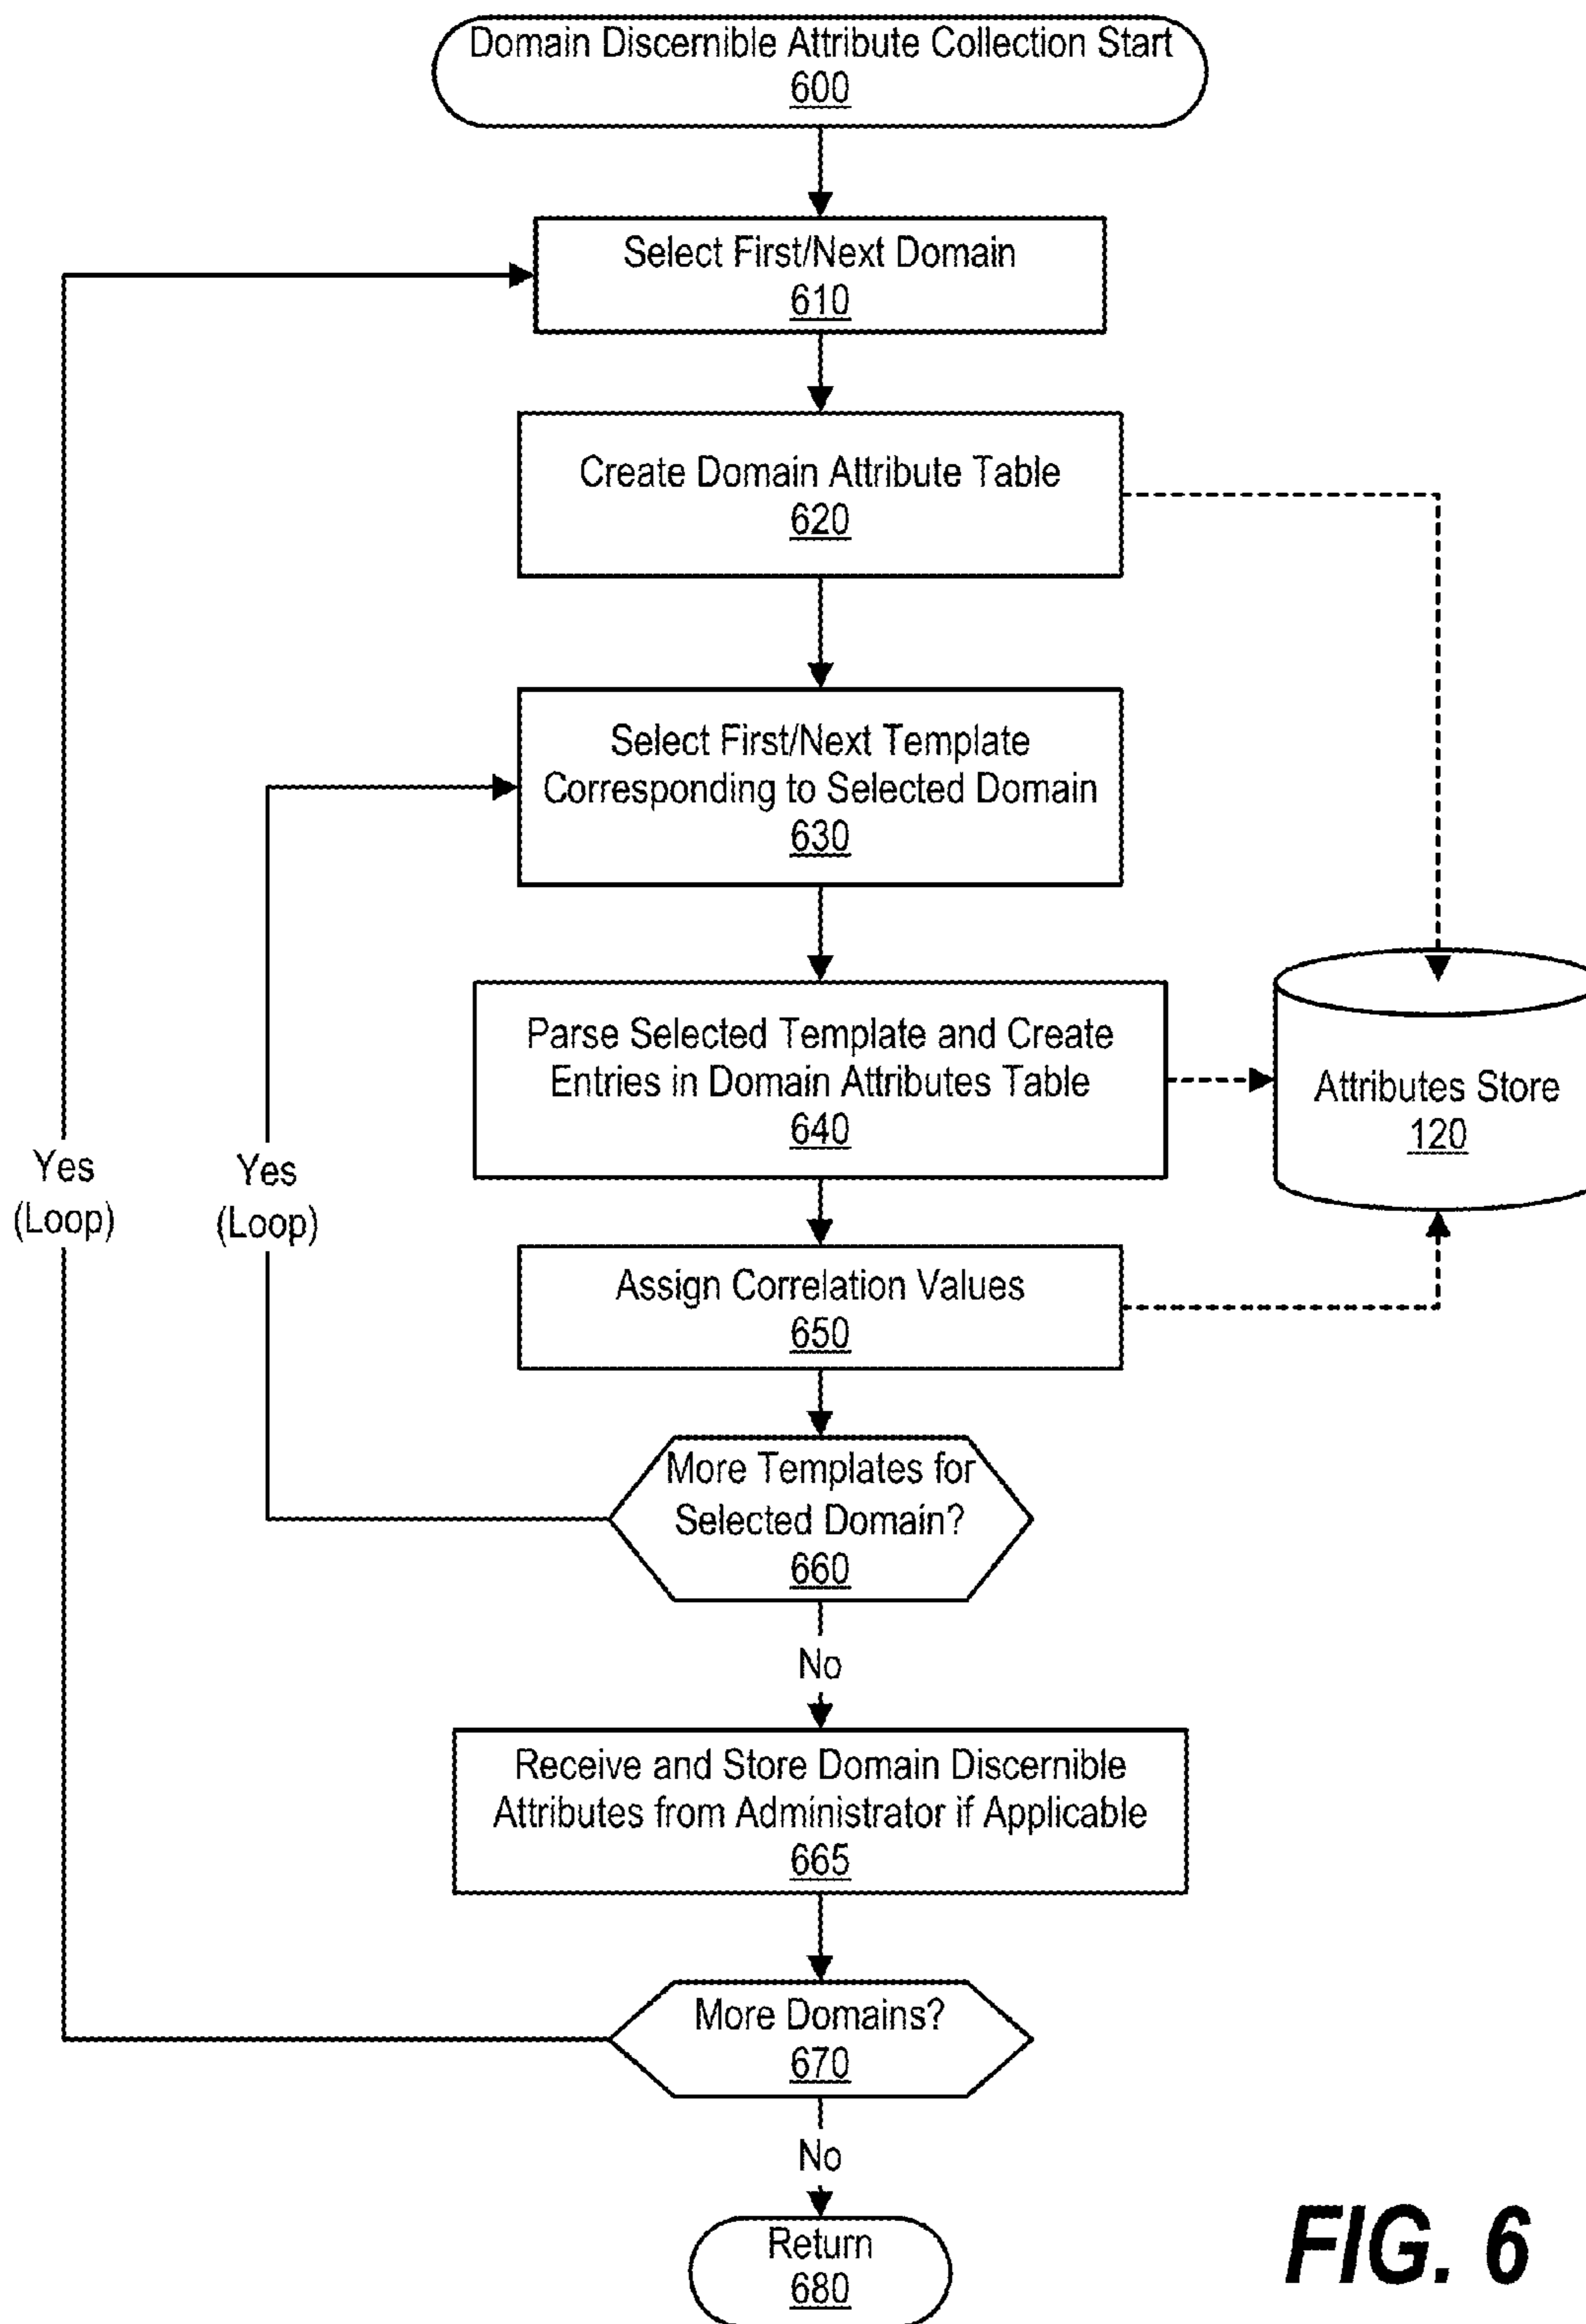 Domain Discernible Attribute Collection Start
600
Select First/Next Domain
610
Create Domain Attribute Table
620
Select First/Next Template
Corresponding to Selected Domain
630
Parse Selected Template and Create
Entries in Domain Attributes Table
640
Attributes Store
120
Yes
(Loop)
Yes
(Loop)
Assign Correlation Values
650
More Templates for
Selected Domain?
660
No
Receive and Store Domain Discernible
Attributes from Administrator if Applicable
665
More Domains?
670
No
Return
680
FIG. 6